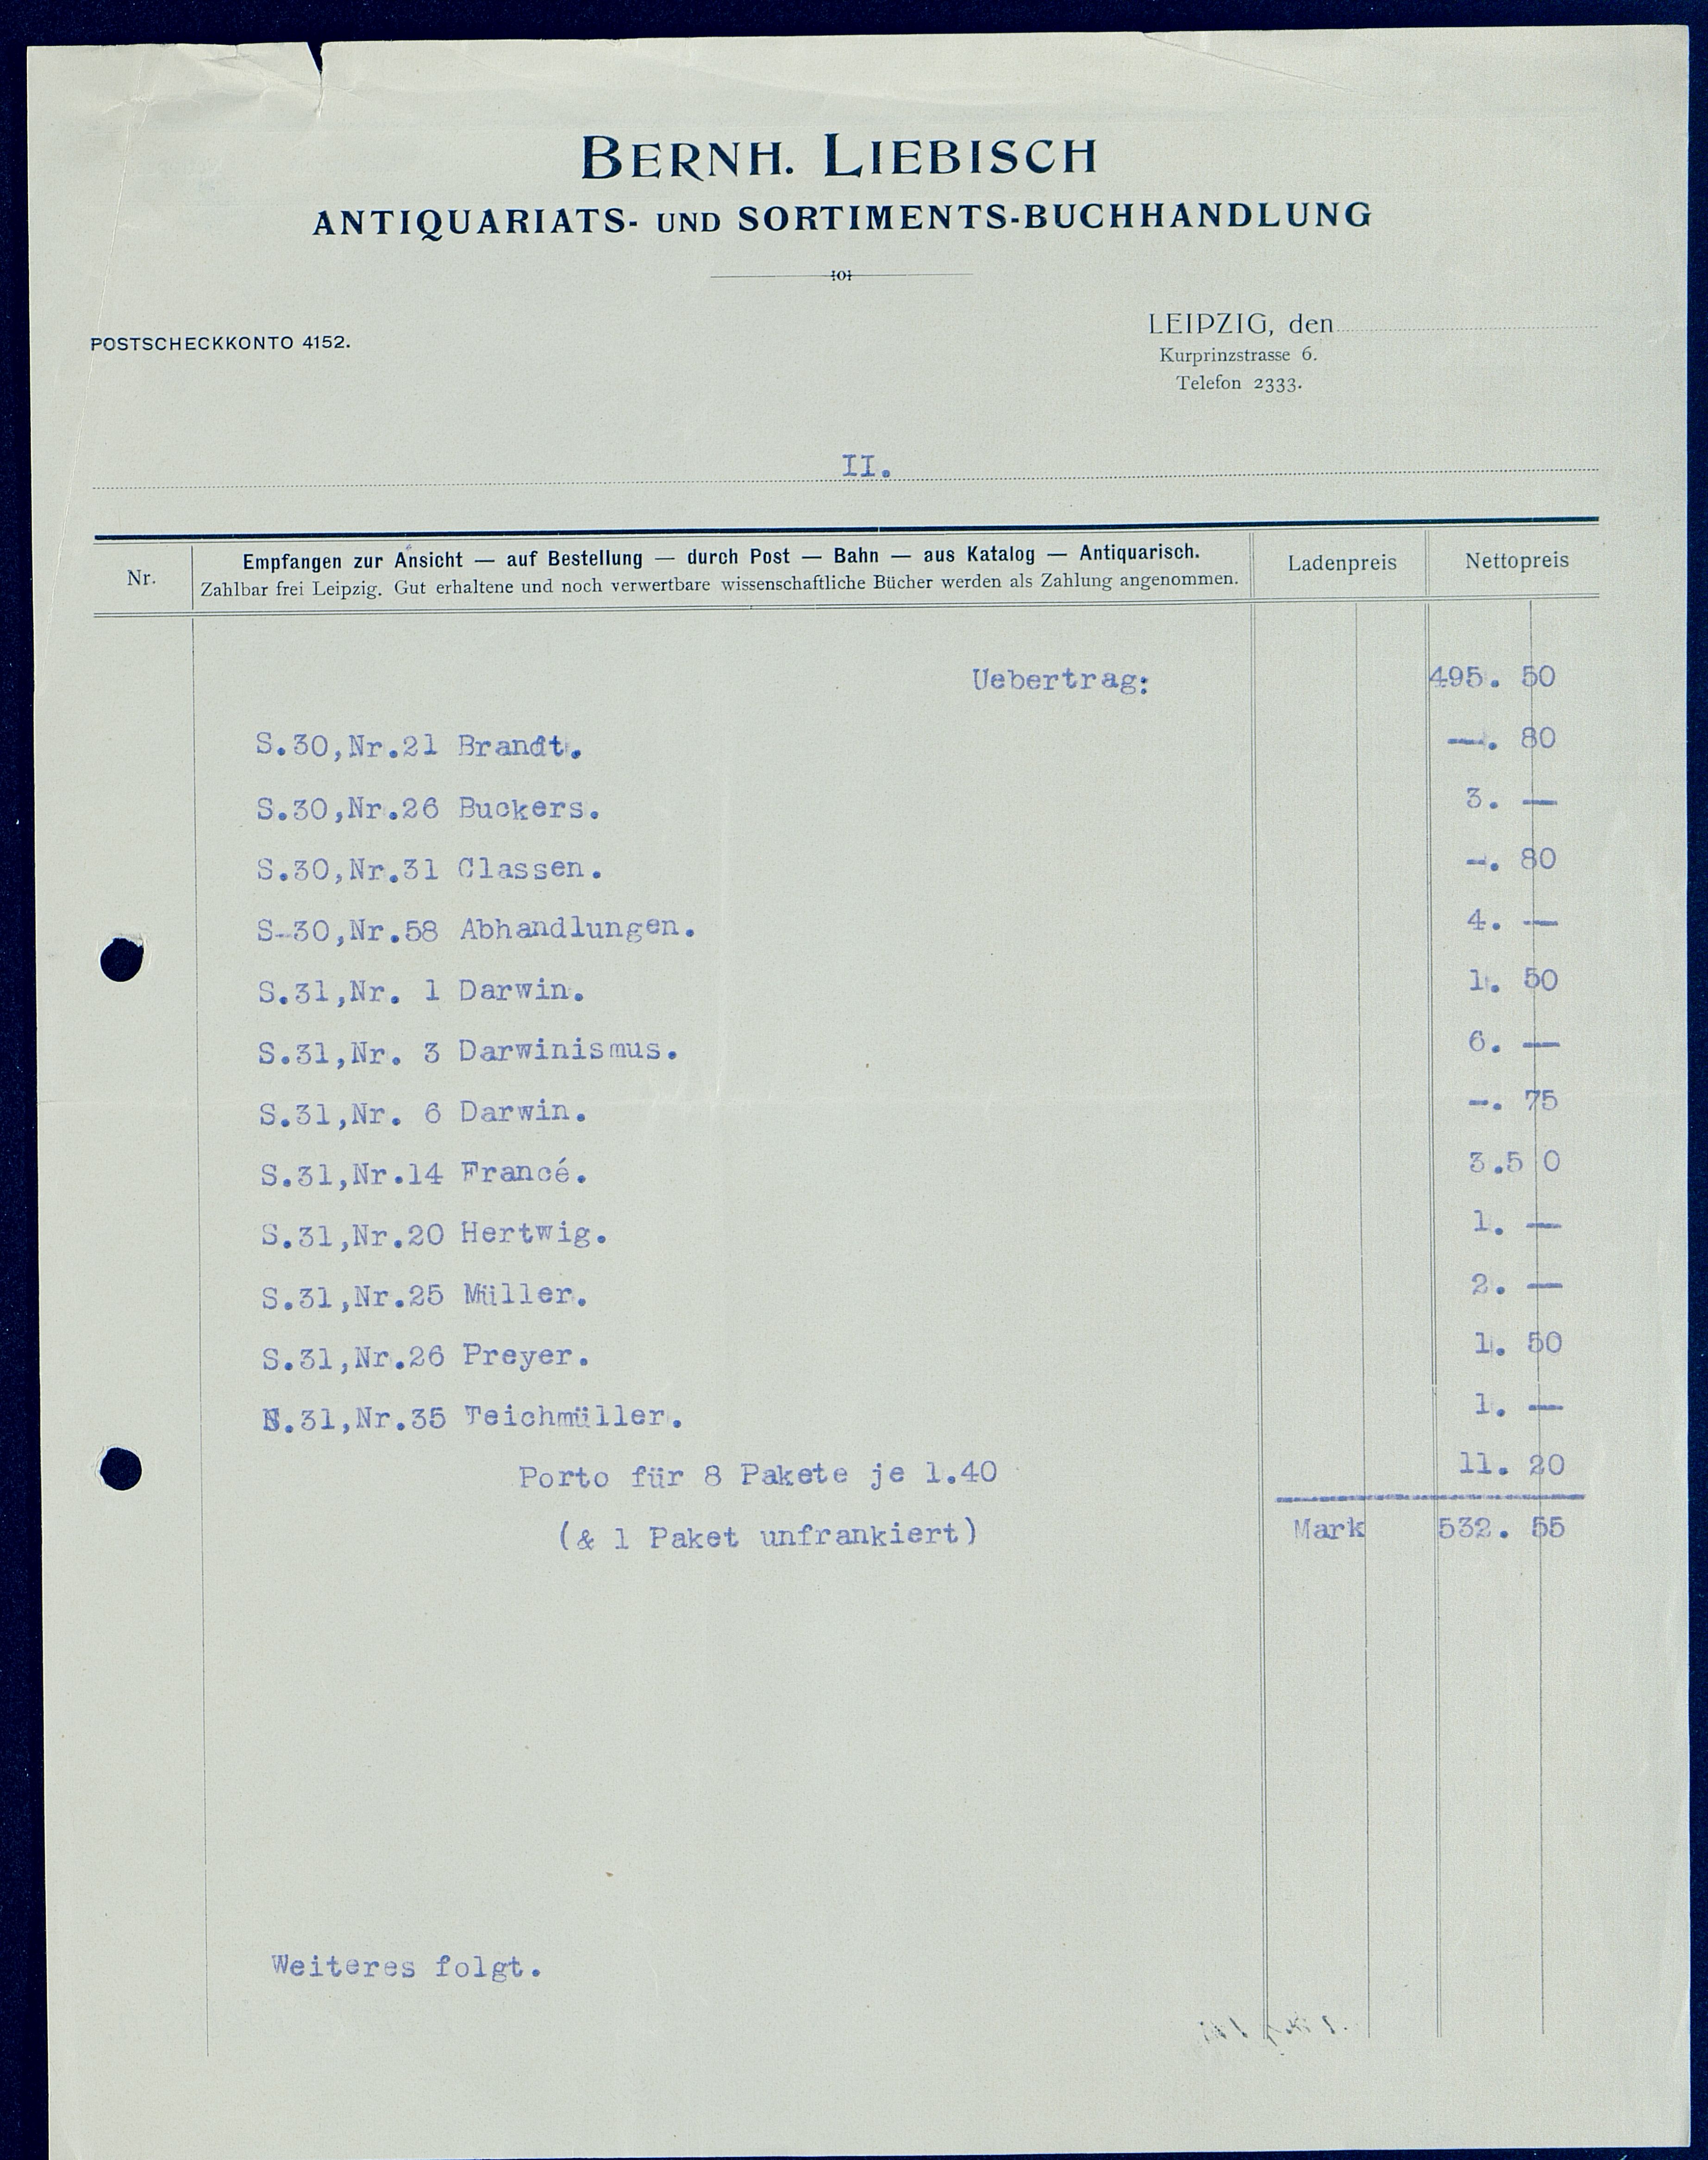 BERNH. LIEBISCH
ANTIQUARIATS- UND SORTIMENTS-BUCHHANDLUNG
POSTSCHECKKONTO 4152.
LEIPZIG, den
Kurprinzstrasse 6.
Telefon 2333.
II.
Nr. Empfangen zur Ansicht — auf Bestellung — durch Post — Bahn — aus Katalog — Antiquarisch. Ladenpreis Nettopreis
Zahlbar frei Leipzig. Gut erhaltene und noch verwertbare wissenschaftliche Bücher werden als Zahlung angenommen.
Uebertrag: 495. 50
S.30,Nr.21 Brandt. —. 80
S.30,Nr.26 Buckers. 3. —
S.30,Nr.31 Classen. -. 80
S-30,Nr.58 Abhandlungen. 4. —
S.31,Nr. 1 Darwin. 1. 50
S.31,Nr. 3 Darwinismus. 6. —
S.31,Nr. 6 Darwin. -. 75
S.31,Nr.14 Francé. 3.5 0
S.31,Nr.20 Hertwig. 1. —
S.31,Nr.25 Müller. 2. —
S.31,Nr.26 Preyer. 1. 50
S.31,Nr.35 Teichmüller. 1. —
Porto für 8 Pakete je 1.40 11. 20
(& 1 Paket unfrankiert) Mark 532. 55
Weiteres folgt.